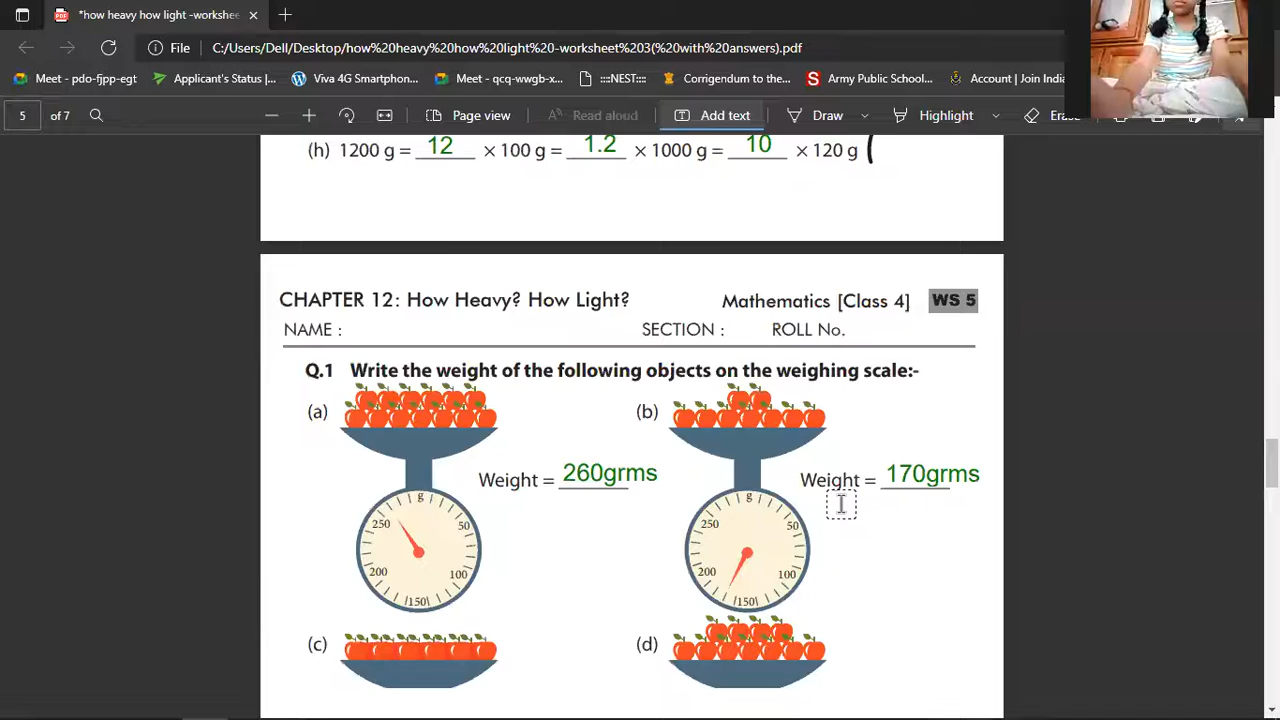 *how heavy how light -workshee
File C:/Users/Dell/Desktop/how%20heavy%20how%20light%20-worksheet%203(%20with%20answers).pdf
Meet - pdo-fjpp-egt Applicant's Status |... Viva 4G Smartphon... Meet - qcq-wwgb-x... ::::NEST::: Corrigendum to the... Army Public School... Account | Join India
5 of 7 Page view Read aloud Add text Draw Highlight Eras
(h) 1200 g = 12 × 100 g = 1.2 × 1000 g = 10 × 120 g (
CHAPTER 12: How Heavy? How Light? Mathematics [Class 4] WS 5
NAME : SECTION : ROLL No.
Q.1 Write the weight of the following objects on the weighing scale:-
(a) (b)
Weight = 260grms Weight = 170grms
g 50 100 150 200 250
g 50 100 150 200 250
(c) (d)